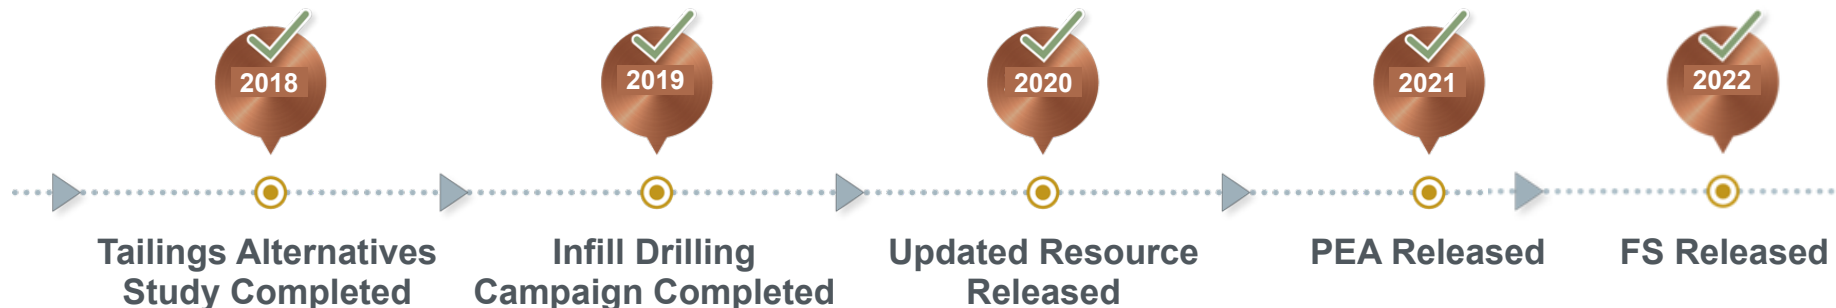 2018
2019
2020
2021
2022
Tailings Alternatives
Study Completed
Infill Drilling
Campaign Completed
Updated Resource
Released
PEA Released
FS Released